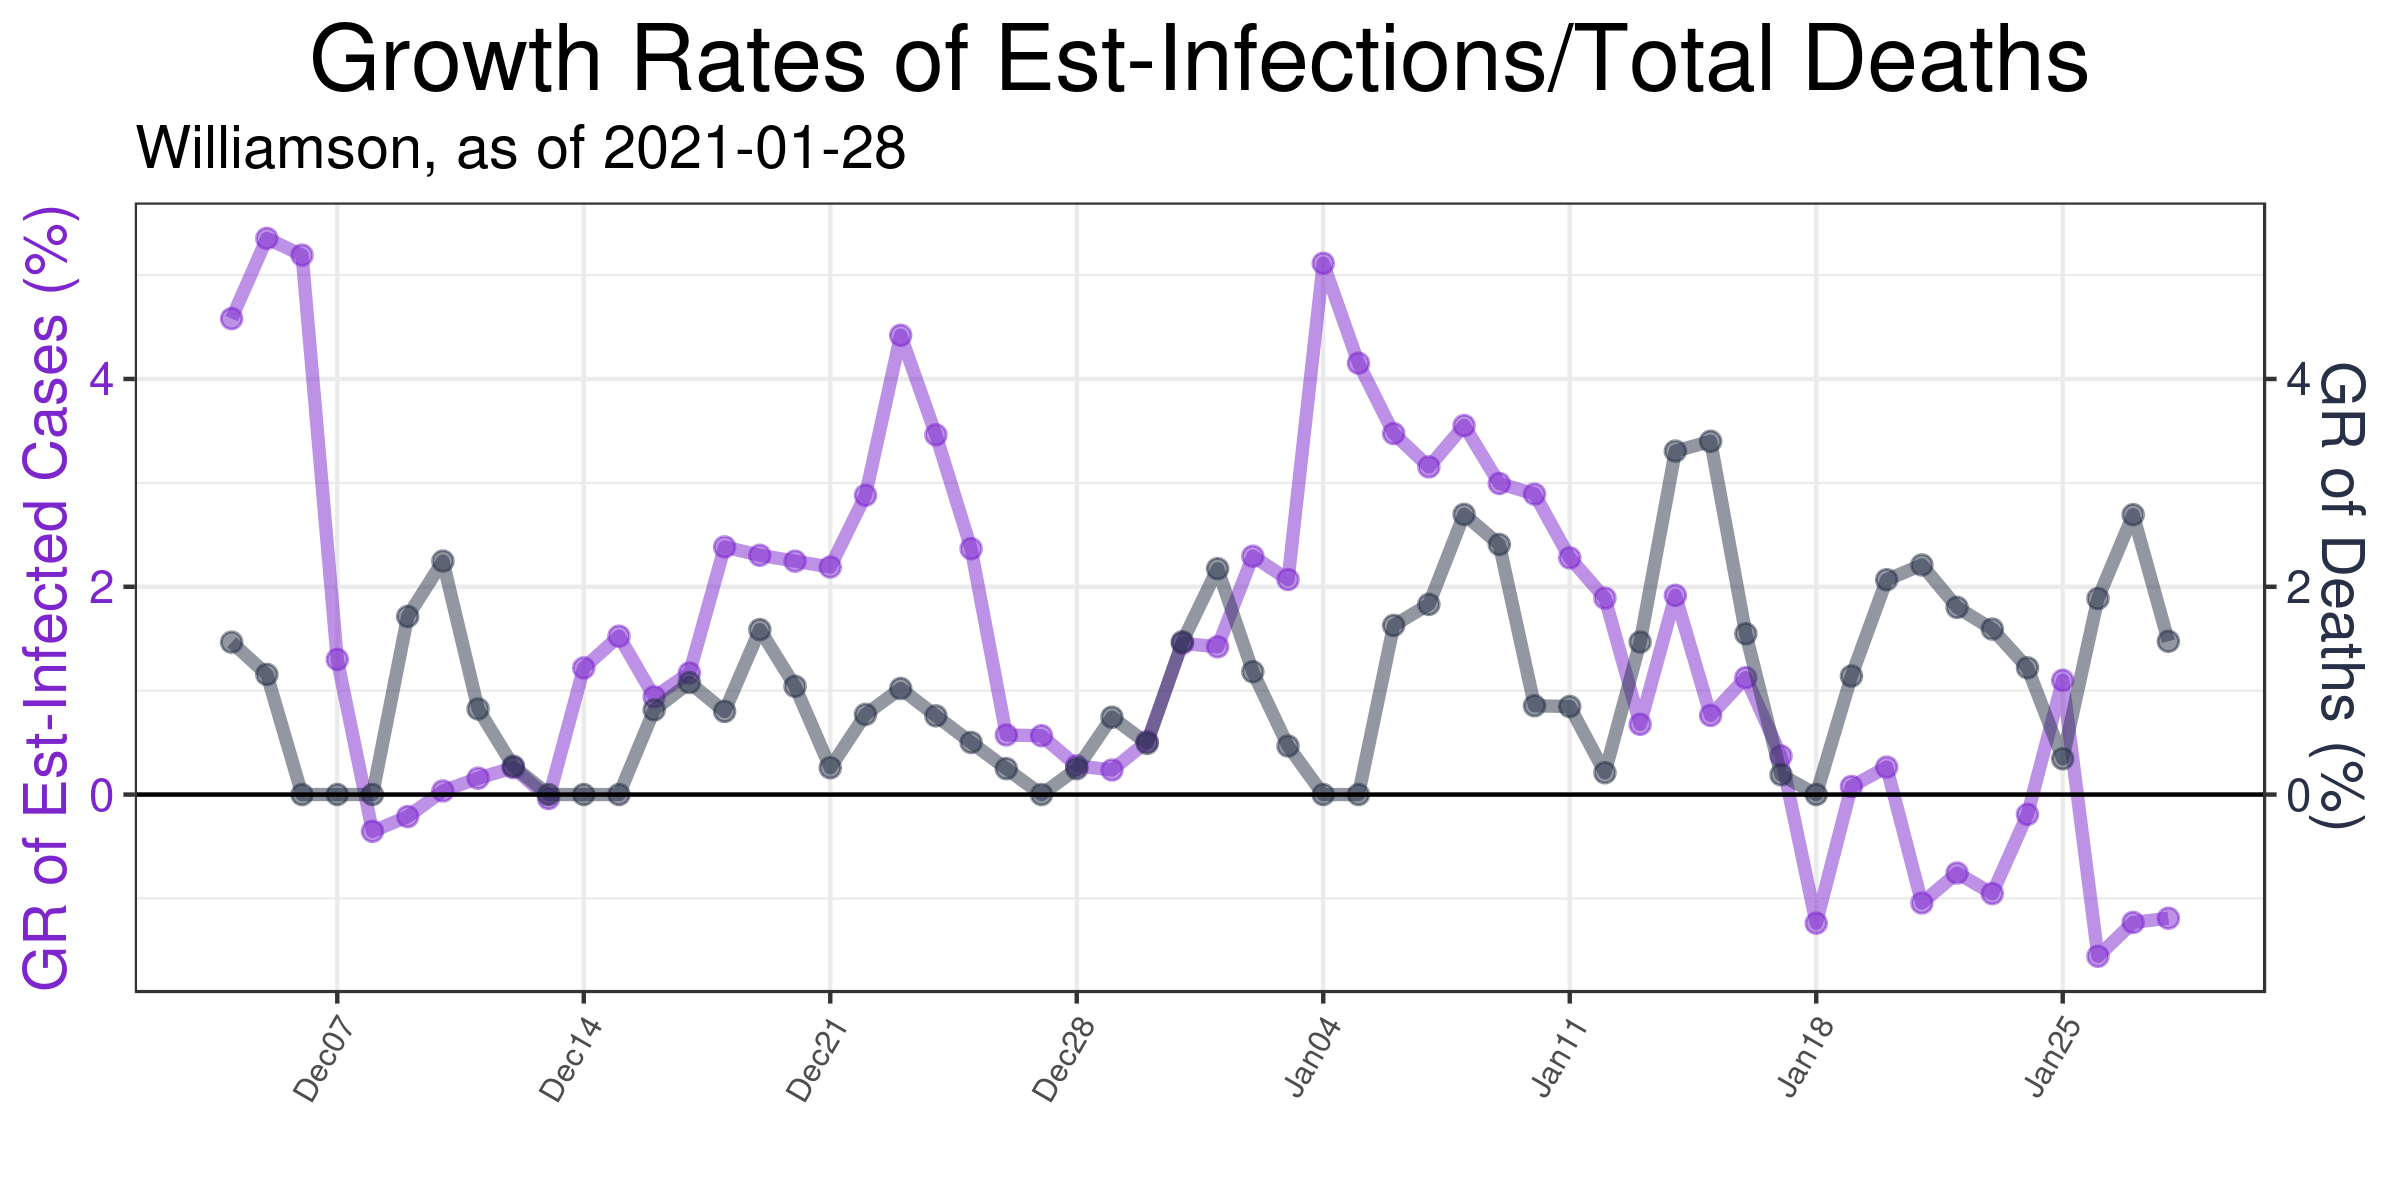 Growth Rates of Est-Infections/Total Deaths
Williamson, as of 2021-01-28
GR of Est-Infected Cases (%)
4
2
0
4
2
0
GR of Deaths (%)
Dec07
Dec14
Dec21
Dec28
Jan04
Jan11
Jan18
Jan25